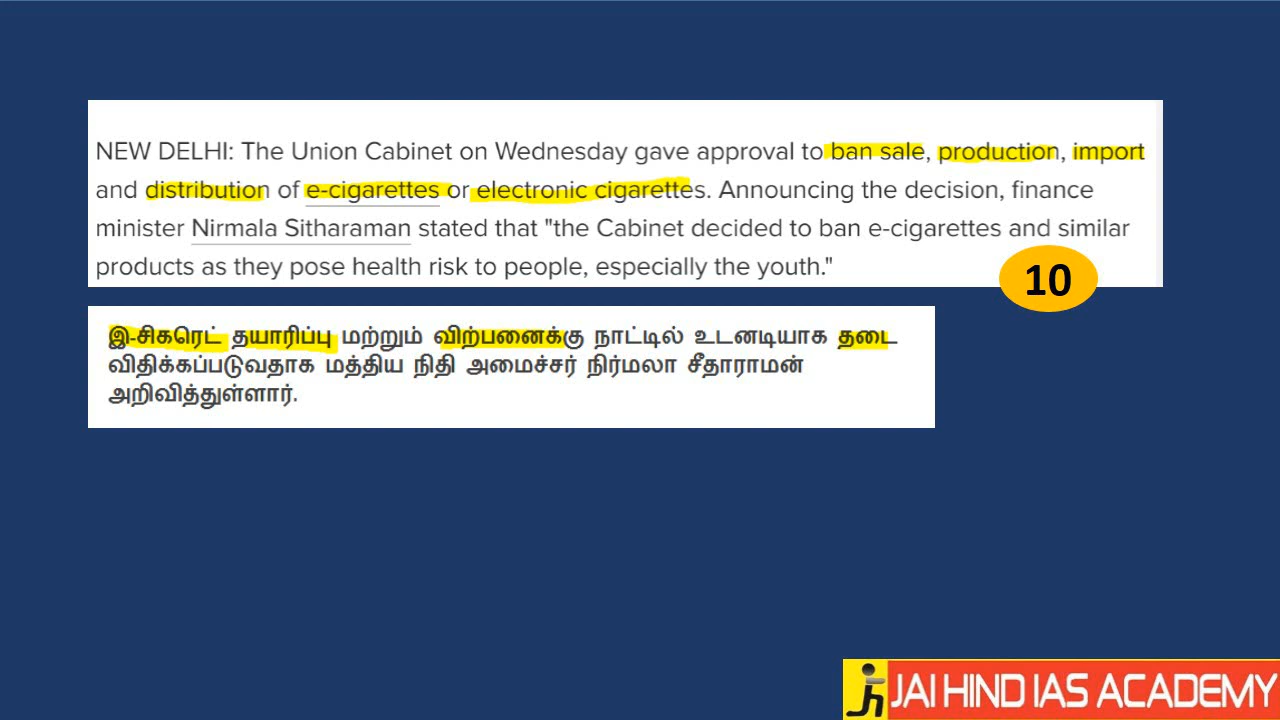 NEW DELHI: The Union Cabinet on Wednesday gave approval to ban sale, production, import
and distribution of e-cigarettes or electronic cigarettes. Announcing the decision, finance
minister Nirmala Sitharaman stated that "the Cabinet decided to ban e-cigarettes and similar
products as they pose health risk to people, especially the youth."
10
இ-சிகரெட் தயாரிப்பு மற்றும் விற்பனைக்கு நாட்டில் உடனடியாக தடை
விதிக்கப்படுவதாக மத்திய நிதி அமைச்சர் நிர்மலா சீதாராமன்
அறிவித்துள்ளார்.
JAI HIND IAS ACADEMY